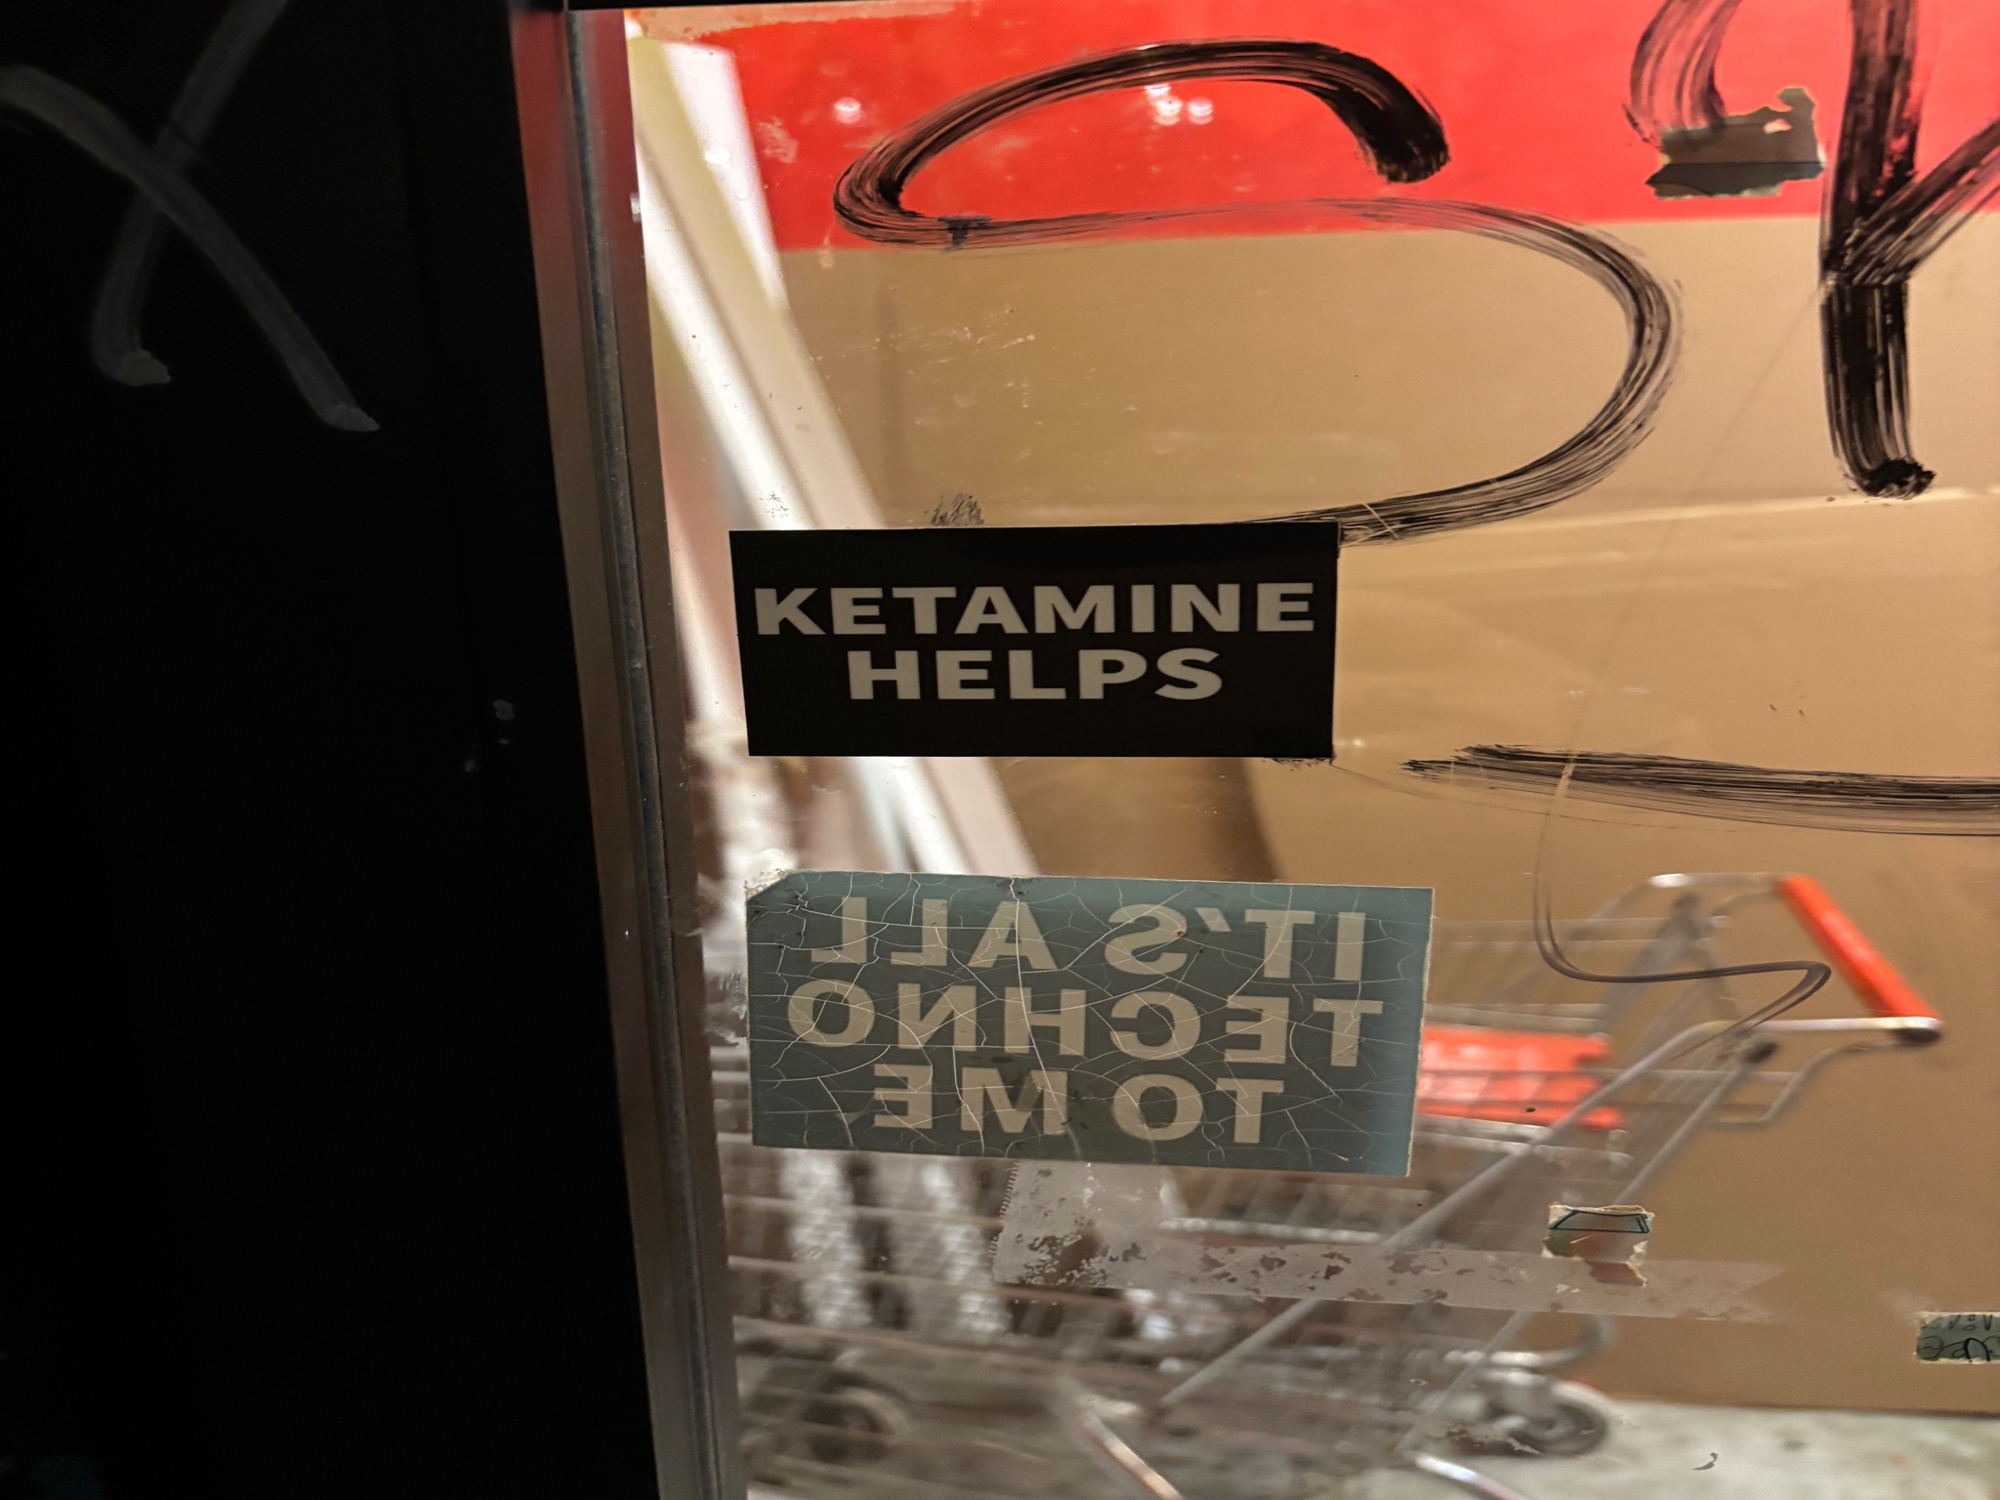 KETAMINE
HELPS
IT'S ALL
TECHNO
TO ME